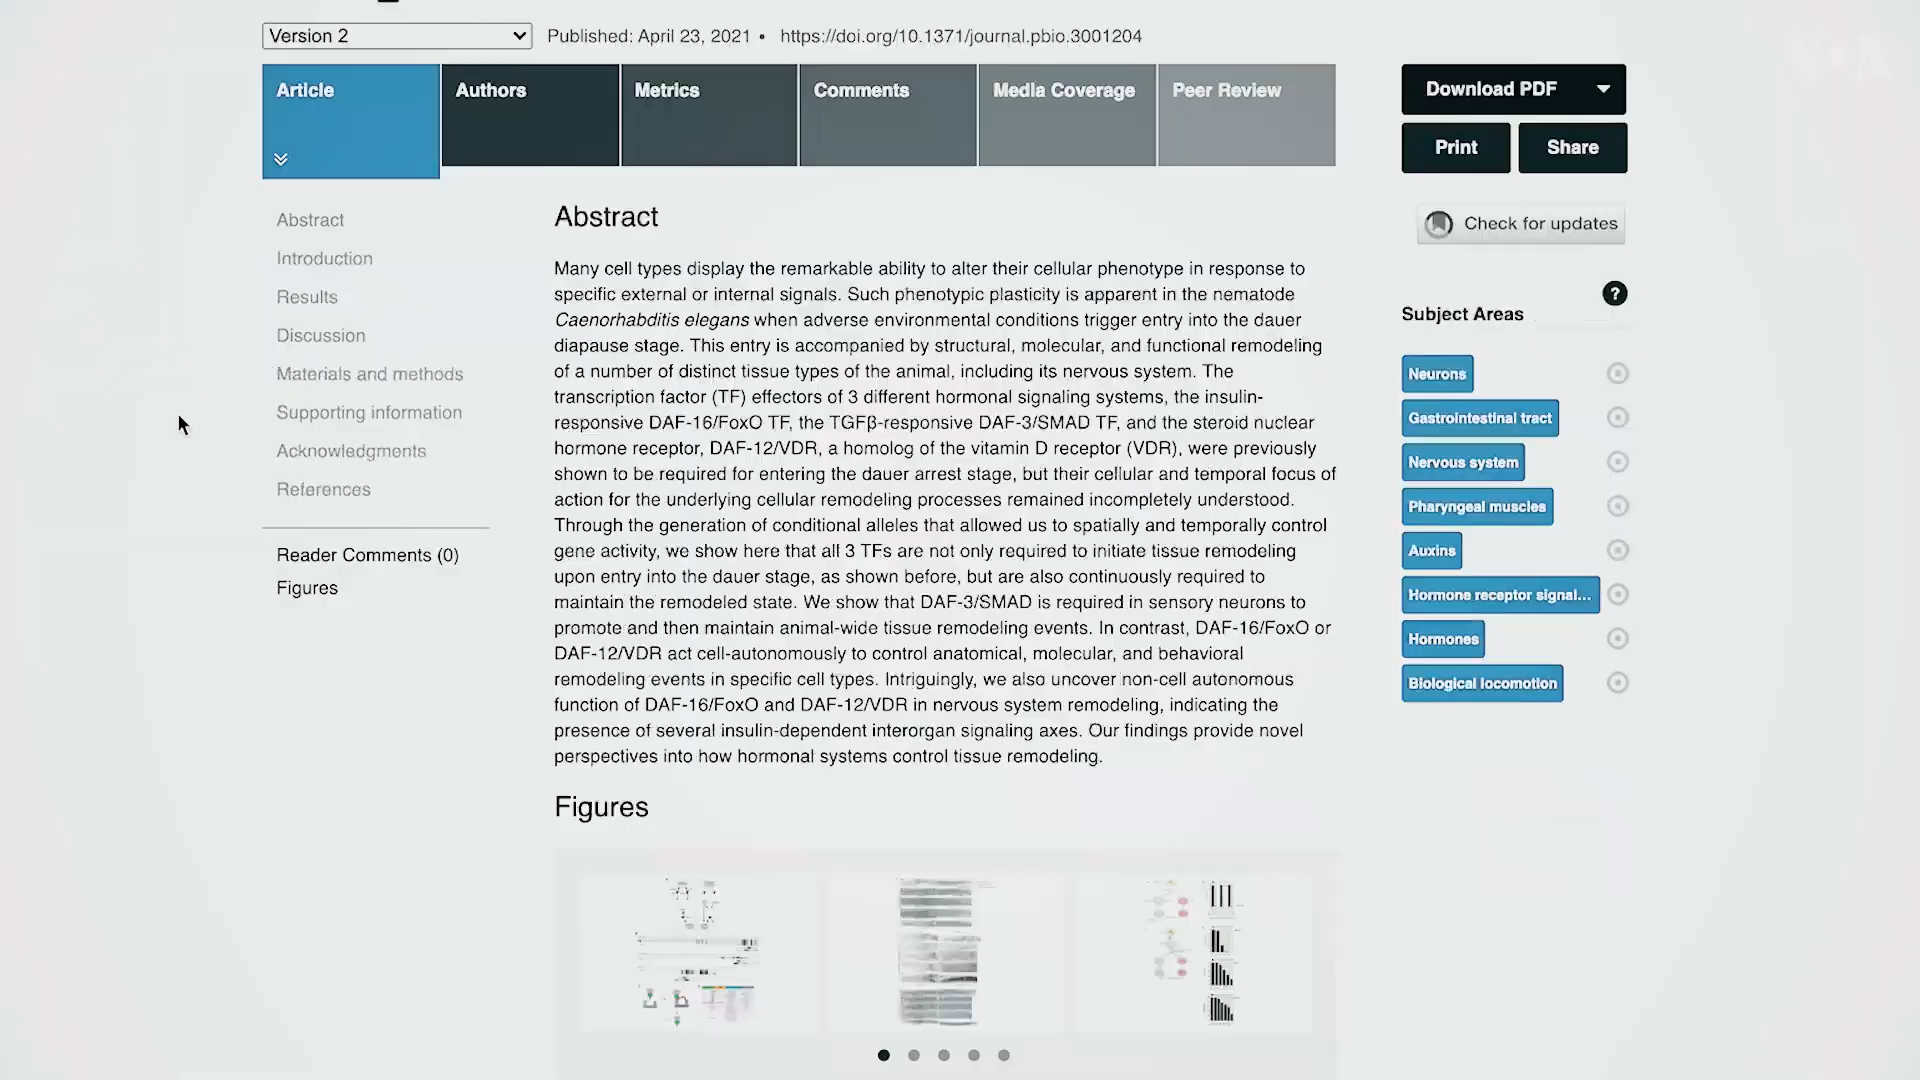 Version 2
Published: April 23, 2021 • https://doi.org/10.1371/journal.pbio.3001204
VOA
Article
Authors
Metrics
Comments
Media Coverage
Peer Review
Download PDF
Print
Share
Abstract
Introduction
Results
Discussion
Materials and methods
Supporting information
Acknowledgments
References
Reader Comments (0)
Figures
Abstract
Many cell types display the remarkable ability to alter their cellular phenotype in response to
specific external or internal signals. Such phenotypic plasticity is apparent in the nematode
Caenorhabditis elegans when adverse environmental conditions trigger entry into the dauer
diapause stage. This entry is accompanied by structural, molecular, and functional remodeling
of a number of distinct tissue types of the animal, including its nervous system. The
transcription factor (TF) effectors of 3 different hormonal signaling systems, the insulin-
responsive DAF-16/FoxO TF, the TGFβ-responsive DAF-3/SMAD TF, and the steroid nuclear
hormone receptor, DAF-12/VDR, a homolog of the vitamin D receptor (VDR), were previously
shown to be required for entering the dauer arrest stage, but their cellular and temporal focus of
action for the underlying cellular remodeling processes remained incompletely understood.
Through the generation of conditional alleles that allowed us to spatially and temporally control
gene activity, we show here that all 3 TFs are not only required to initiate tissue remodeling
upon entry into the dauer stage, as shown before, but are also continuously required to
maintain the remodeled state. We show that DAF-3/SMAD is required in sensory neurons to
promote and then maintain animal-wide tissue remodeling events. In contrast, DAF-16/FoxO or
DAF-12/VDR act cell-autonomously to control anatomical, molecular, and behavioral
remodeling events in specific cell types. Intriguingly, we also uncover non-cell autonomous
function of DAF-16/FoxO and DAF-12/VDR in nervous system remodeling, indicating the
presence of several insulin-dependent interorgan signaling axes. Our findings provide novel
perspectives into how hormonal systems control tissue remodeling.
Figures
Check for updates
?
Subject Areas
Neurons
Gastrointestinal tract
Nervous system
Pharyngeal muscles
Auxins
Hormone receptor signal...
Hormones
Biological locomotion